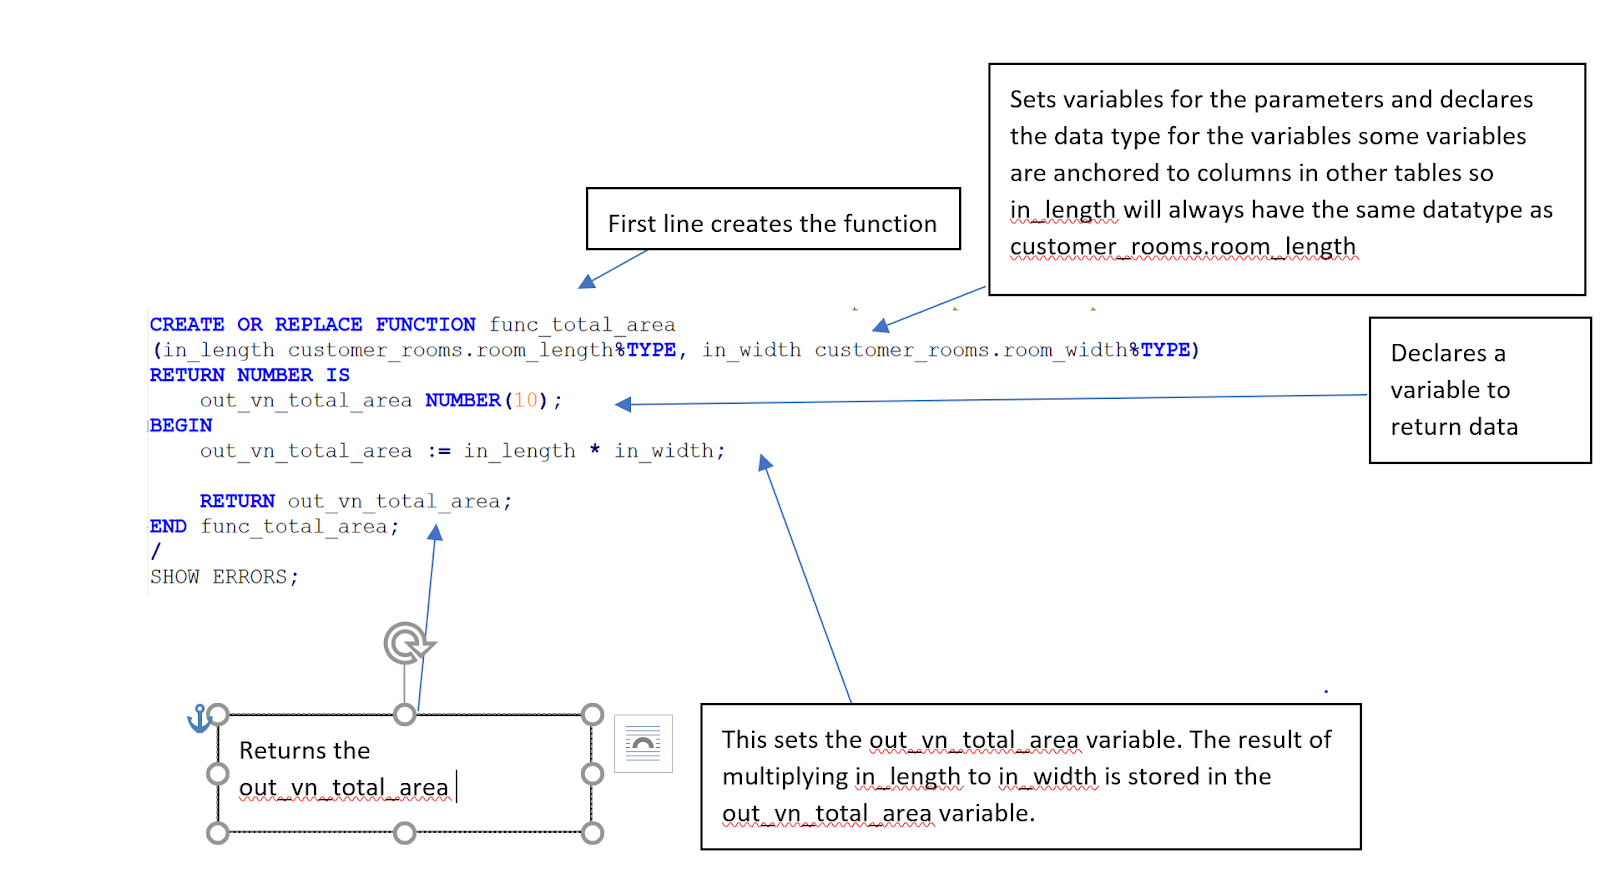 Sets variables for the parameters and declares
the data type for the variables some variables
are anchored to columns in other tables so
in_length will always have the same datatype as
customer_rooms.room_length
First line creates the function
CREATE OR REPLACE FUNCTION func_total_area
(in_length customer_rooms.room_length%TYPE, in_width customer_rooms.room_width%TYPE)
RETURN NUMBER IS
out_vn_total_area NUMBER(10);
BEGIN
out_vn_total_area := in_length * in_width;
RETURN out_vn_total_area;
END func_total_area;
/
SHOW ERRORS;
Declares a
variable to
return data
Returns the
out_vn_total_area
This sets the out_vn_total_area variable. The result of
multiplying in_length to in_width is stored in the
out_vn_total_area variable.